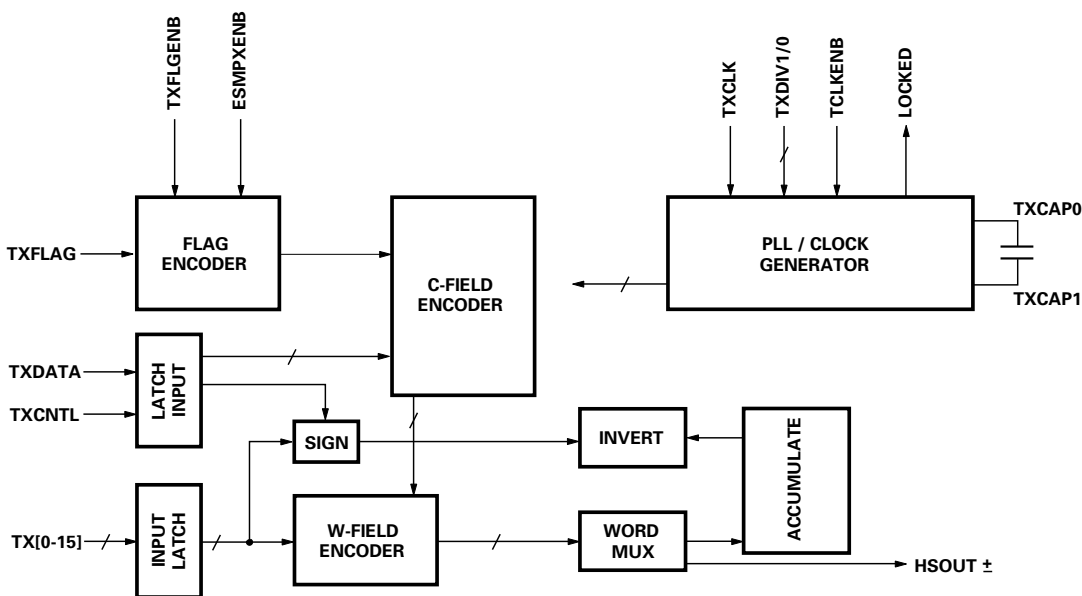 TXFLGENB
ESMPXENB
TXCLK
TXDIV1/0
TCLKENB
LOCKED
TXFLAG
FLAG
ENCODER
C-FIELD
ENCODER
PLL / CLOCK
GENERATOR
TXCAP0
TXCAP1
TXDATA
TXCNTL
LATCH
INPUT
SIGN
INVERT
ACCUMULATE
TX[0-15]
INPUT
LATCH
W-FIELD
ENCODER
WORD
MUX
HSOUT ±